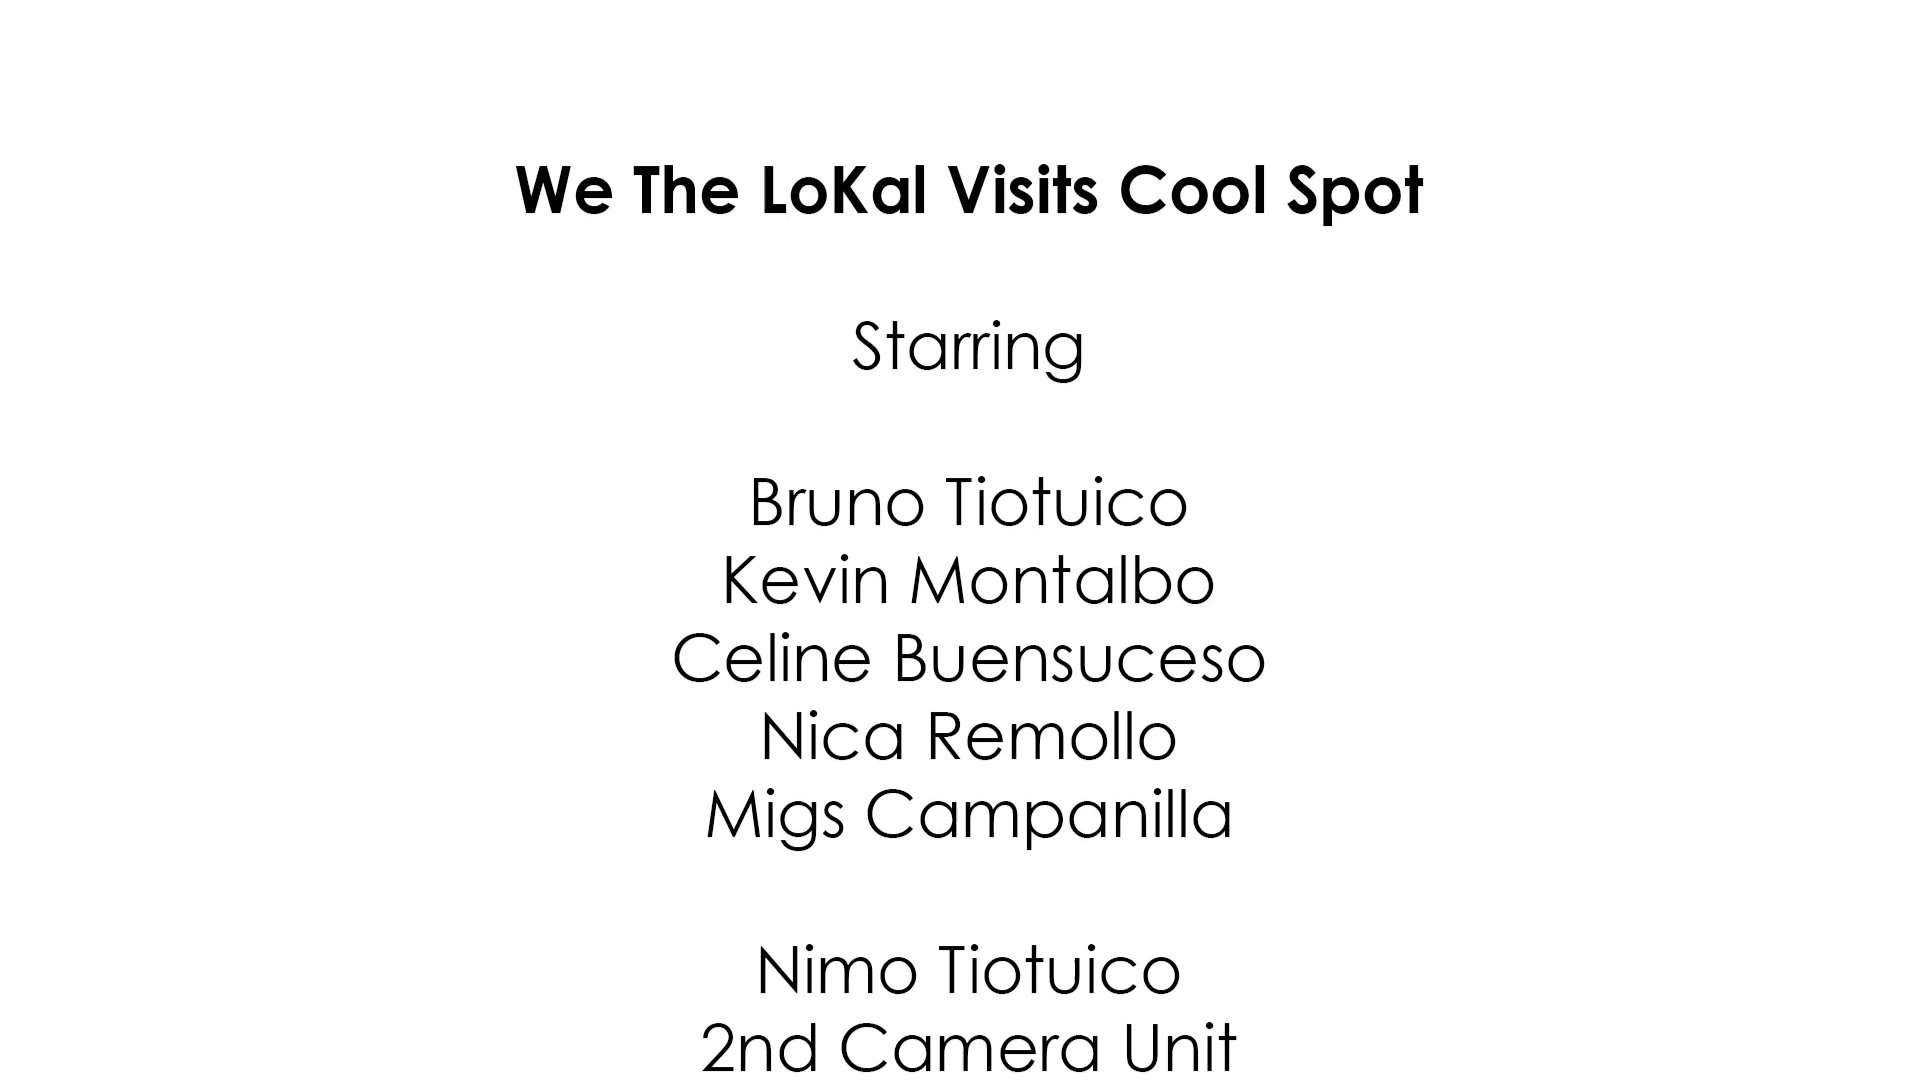 We The LoKal Visits Cool Spot
Starring
Bruno Tiotuico
Kevin Montalbo
Celine Buensuceso
Nica Remollo
Migs Campanilla
Nimo Tiotuico
2nd Camera Unit